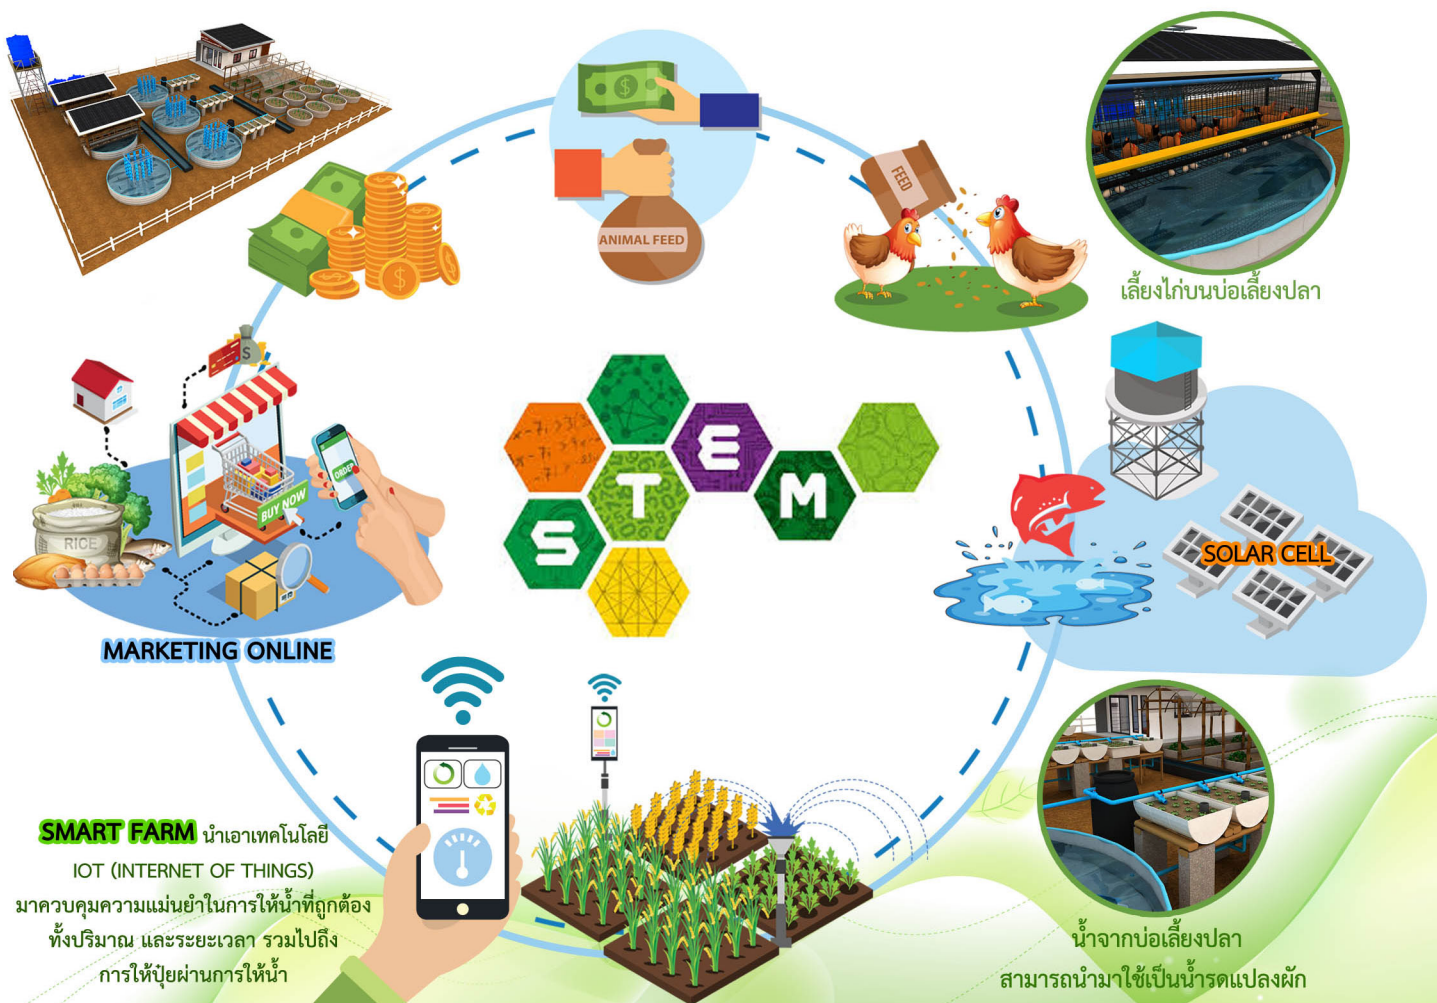 ANIMAL FEED
FEED
เลี้ยงไก่บนบ่อเลี้ยงปลา
S
T
E
M
SOLAR CELL
RICE
BUY NOW
ORDER
MARKETING ONLINE
SMART FARM นำเอาเทคโนโลยี
IOT (INTERNET OF THINGS)
มาควบคุมความแม่นยำในการให้น้ำที่ถูกต้อง
ทั้งปริมาณ และระยะเวลา รวมไปถึง
การให้ปุ๋ยผ่านการให้น้ำ
น้ำจากบ่อเลี้ยงปลา
สามารถนำมาใช้เป็นน้ำรดแปลงผัก